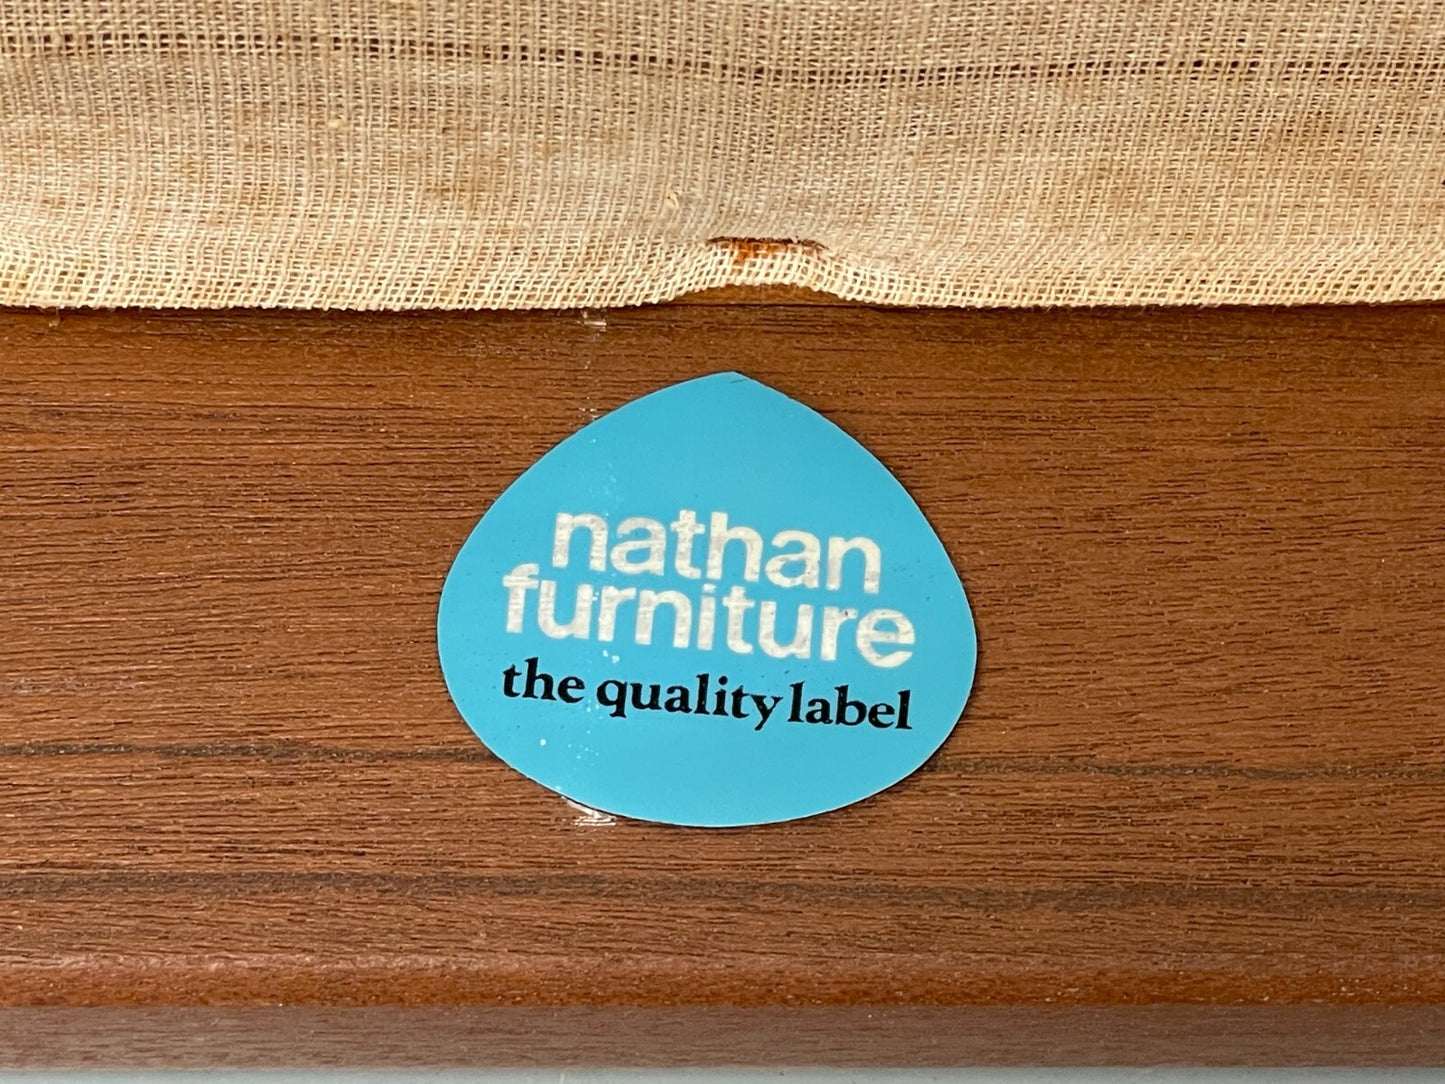 nathan
furniture
the quality label